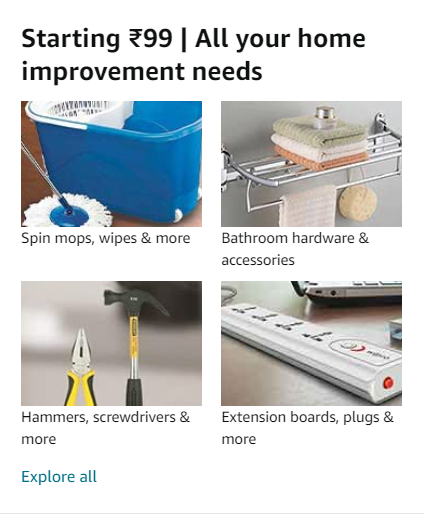 Starting ₹99 | All your home
improvement needs
Spin mops, wipes & more
Bathroom hardware &
accessories
Hammers, screwdrivers &
more
Extension boards, plugs &
more
Explore all